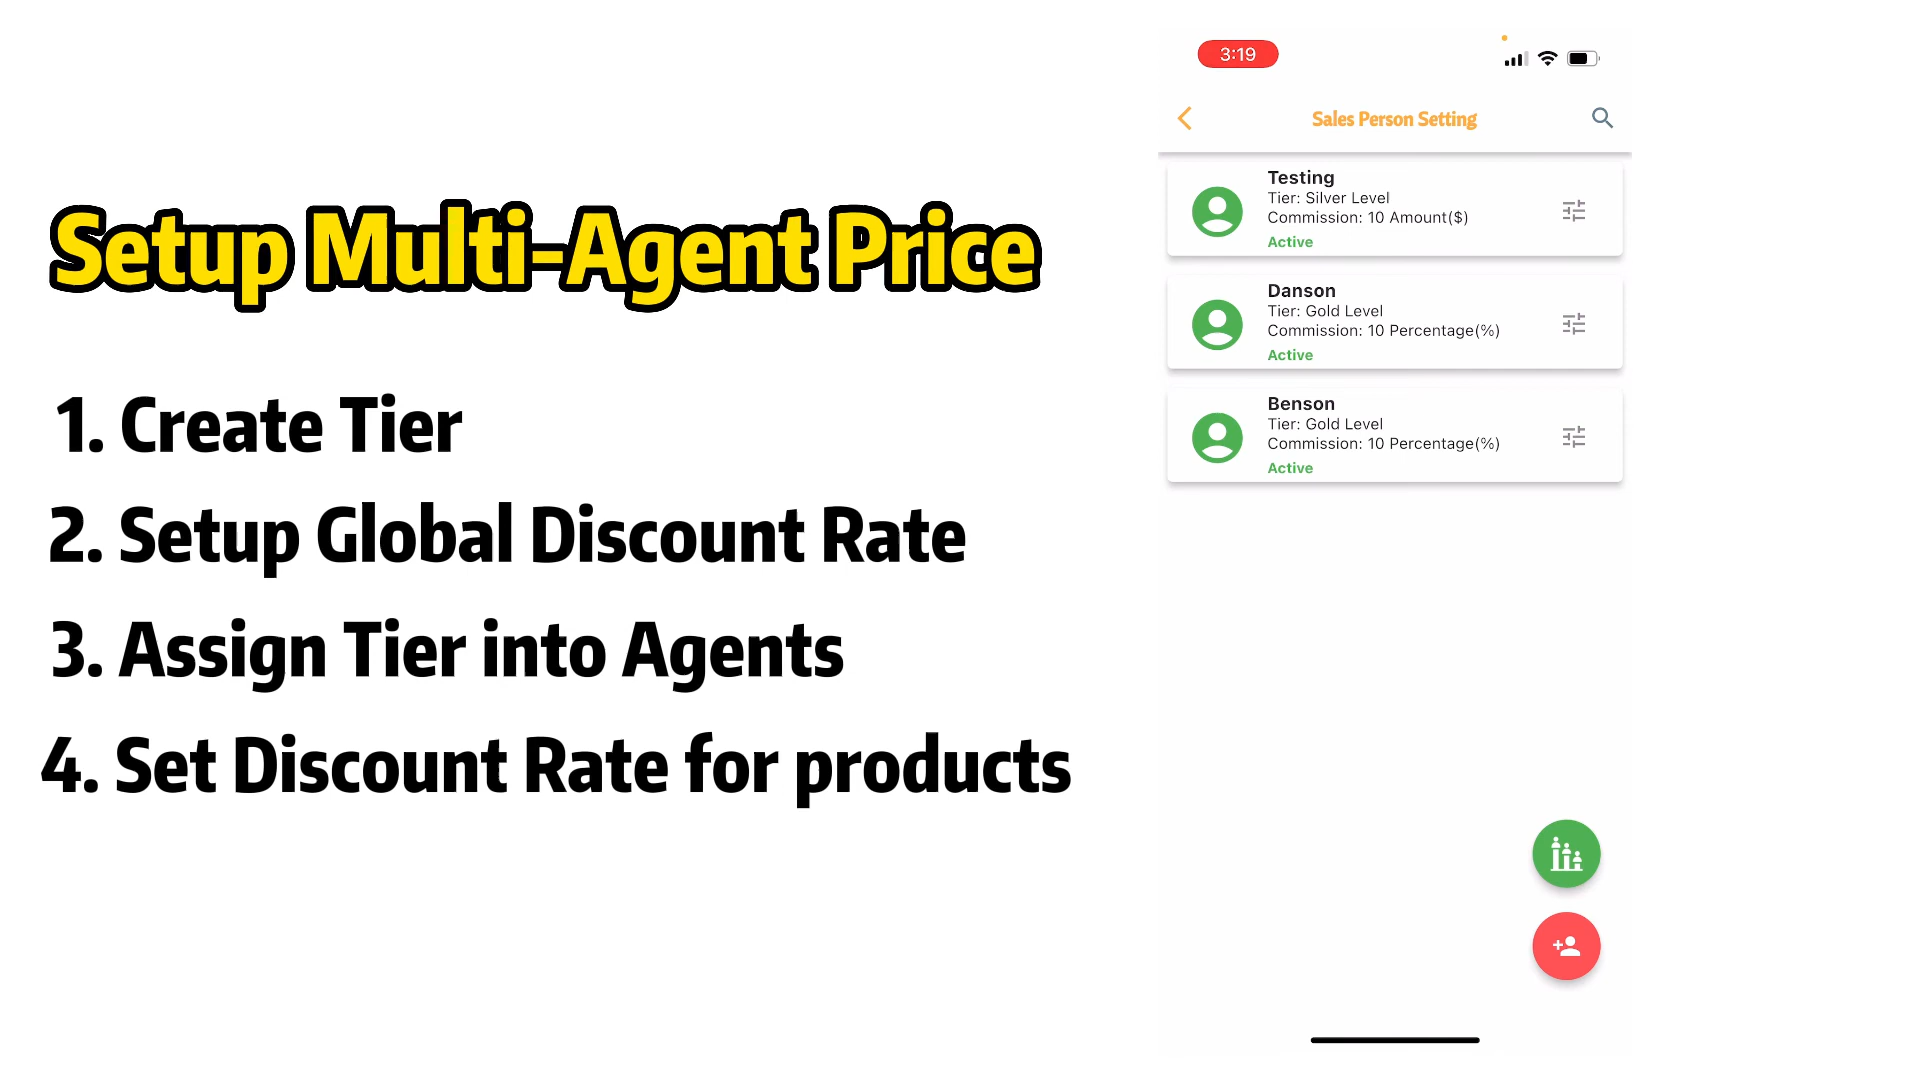 Setup Multi-Agent Price
1. Create Tier
2. Setup Global Discount Rate
3. Assign Tier into Agents
4. Set Discount Rate for products
3:19
Sales Person Setting
Testing
Tier: Silver Level
Commission: 10 Amount($)
Active
Danson
Tier: Gold Level
Commission: 10 Percentage(%)
Active
Benson
Tier: Gold Level
Commission: 10 Percentage(%)
Active